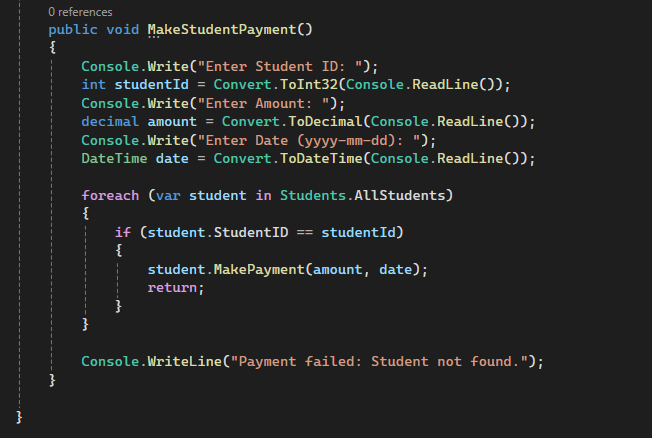 0 references
public void MakeStudentPayment()
{
Console.Write("Enter Student ID: ");
int studentId = Convert.ToInt32(Console.ReadLine());
Console.Write("Enter Amount: ");
decimal amount = Convert.ToDecimal(Console.ReadLine());
Console.Write("Enter Date (yyyy-mm-dd): ");
DateTime date = Convert.ToDateTime(Console.ReadLine());
foreach (var student in Students.AllStudents)
{
if (student.StudentID == studentId)
{
student.MakePayment(amount, date);
return;
}
}
Console.WriteLine("Payment failed: Student not found.");
}
}